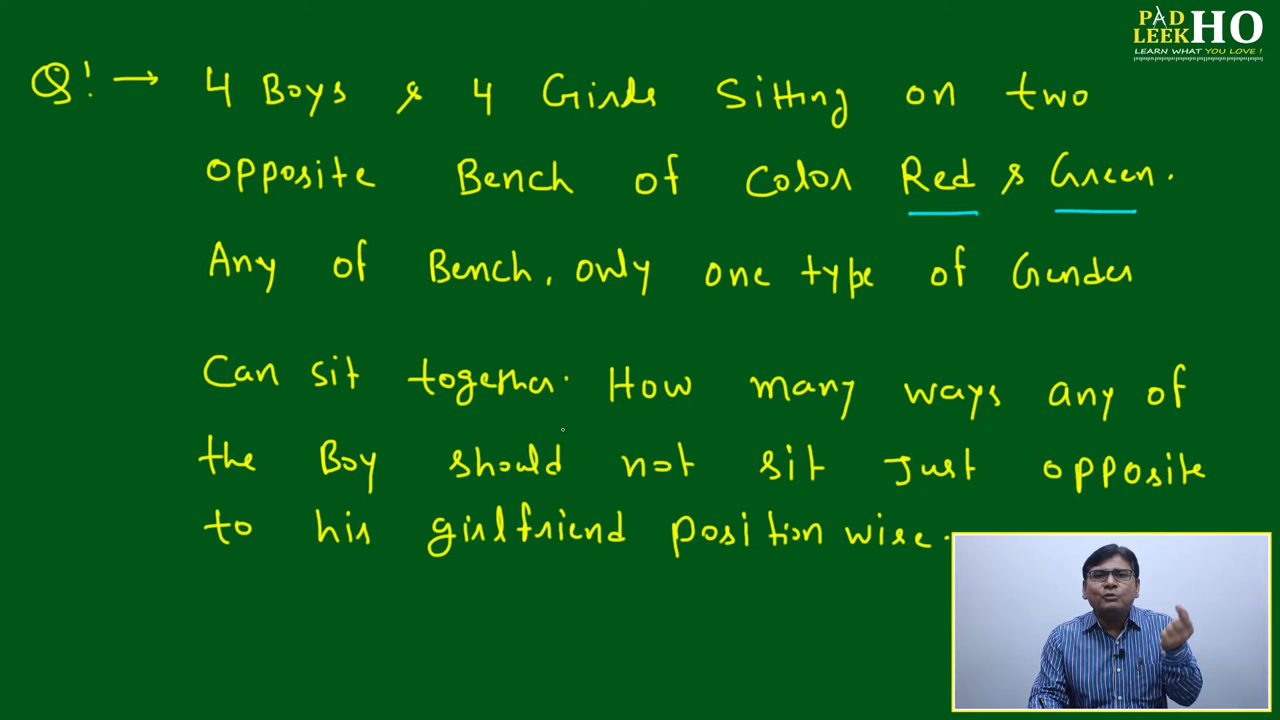 PAD
LEEK HO
LEARN WHAT YOU LOVE !
Q! → 4 Boys & 4 Girls Sitting on two
opposite Bench of Color Red & Green.
Any of Bench, only one type of Gender
Can sit together. How many ways any of
the Boy should not sit Just opposite
to his girlfriend position wise.